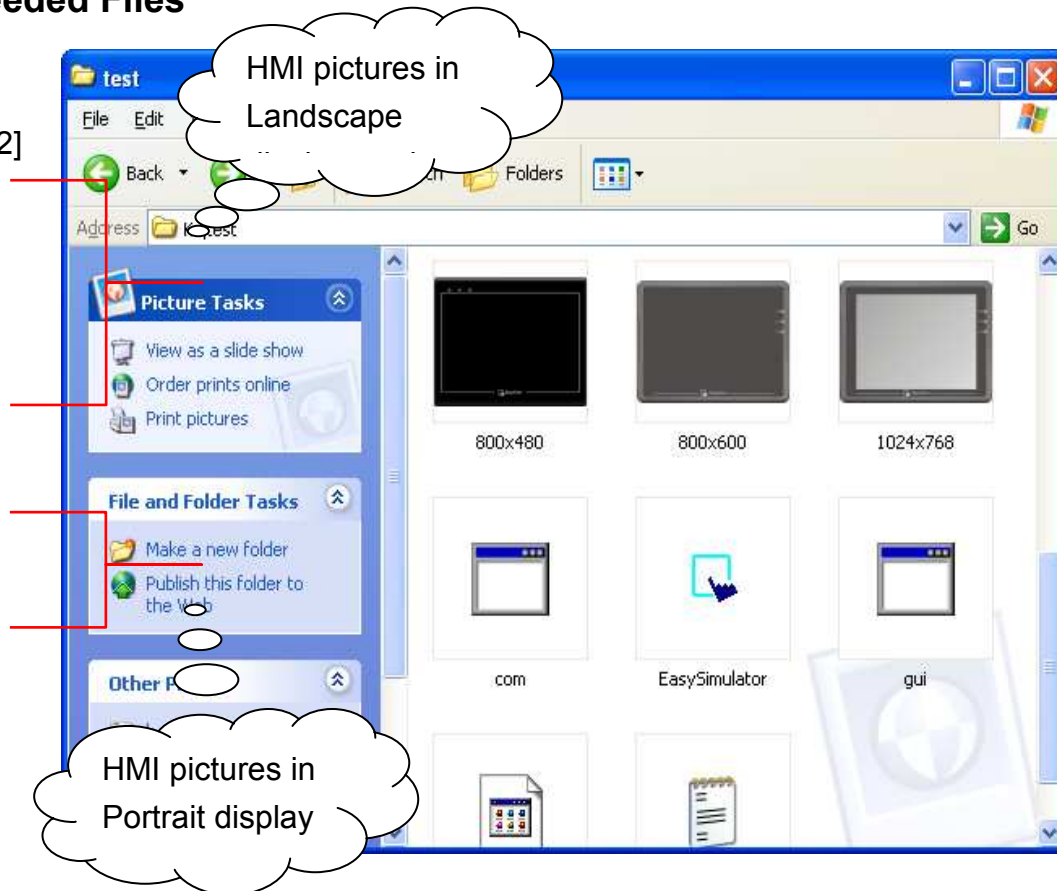 Files
test
HMI pictures in
Landscape
2]
File Edit
Back
Folders
Address
test
Go
Picture Tasks
View as a slide show
Order prints online
Print pictures
800x480
800x600
1024x768
File and Folder Tasks
Make a new folder
Publish this folder to
the Web
com
EasySimulator
gui
Other
HMI pictures in
Portrait display